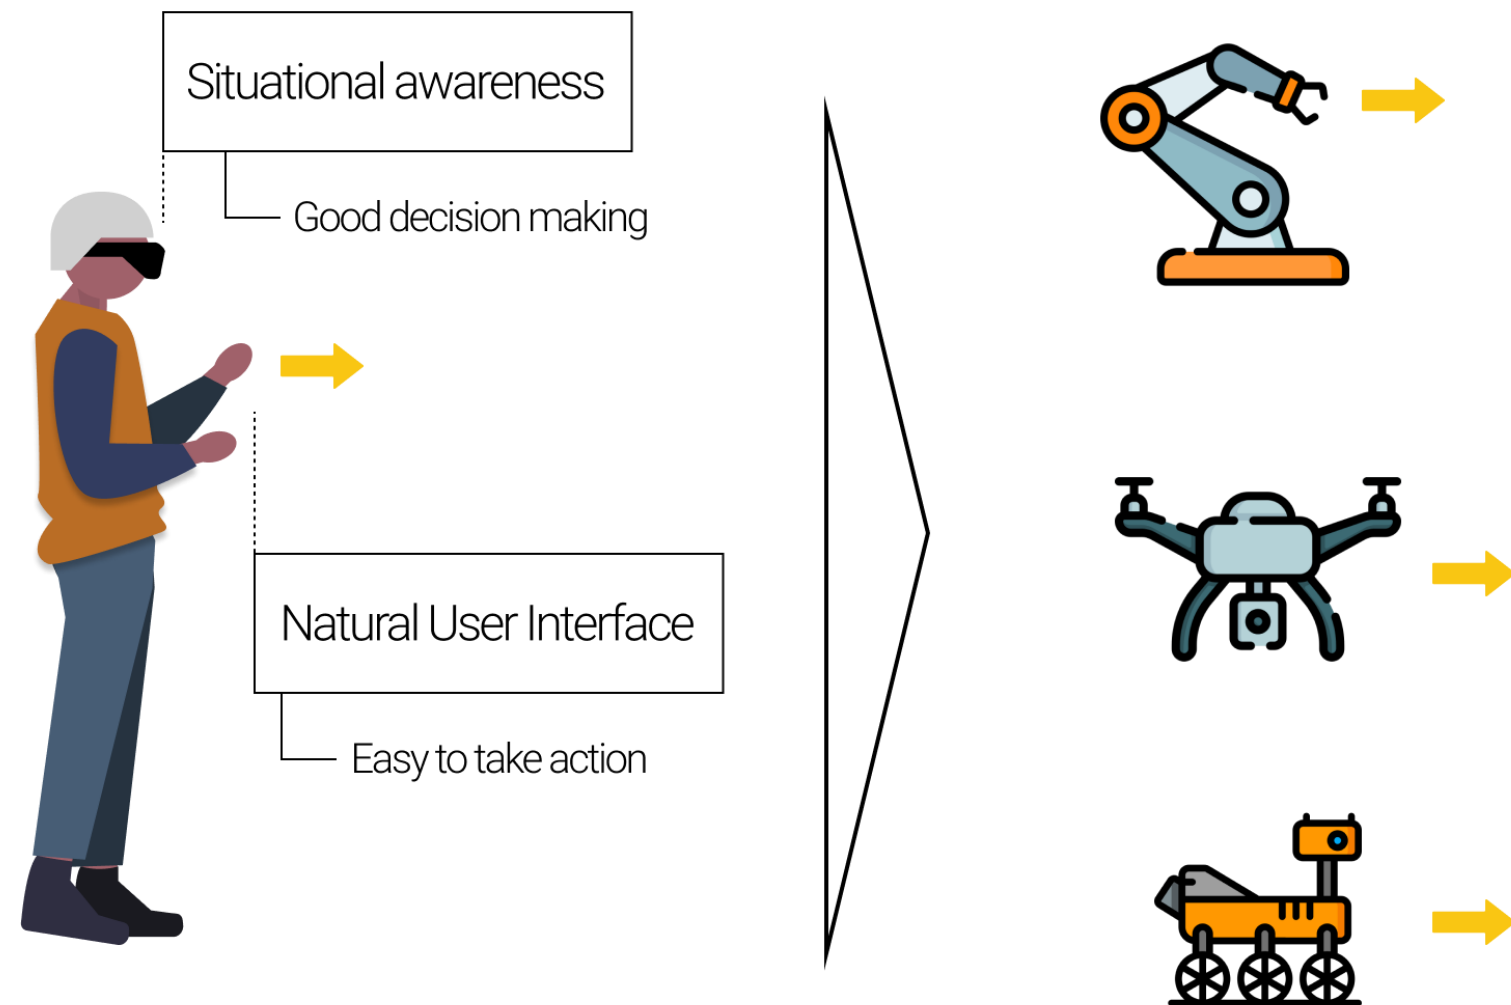 Situational awareness
Good decision making
Natural User Interface
Easy to take action